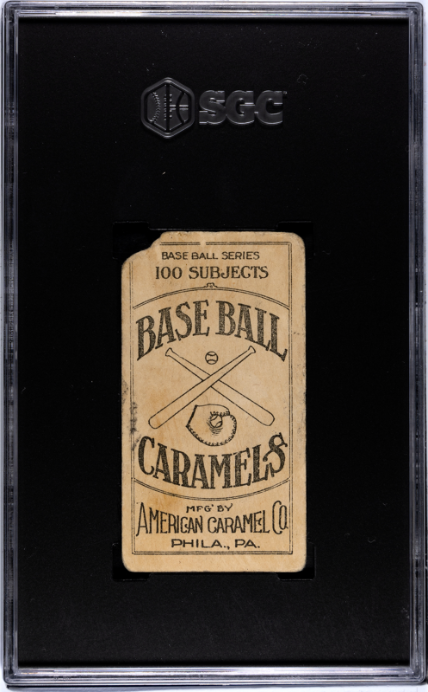 SGC
BASE BALL SERIES
100 SUBJECTS
BASE BALL
CARAMELS
MFG' BY
AMERICAN CARAMEL CO.
PHILA., PA.